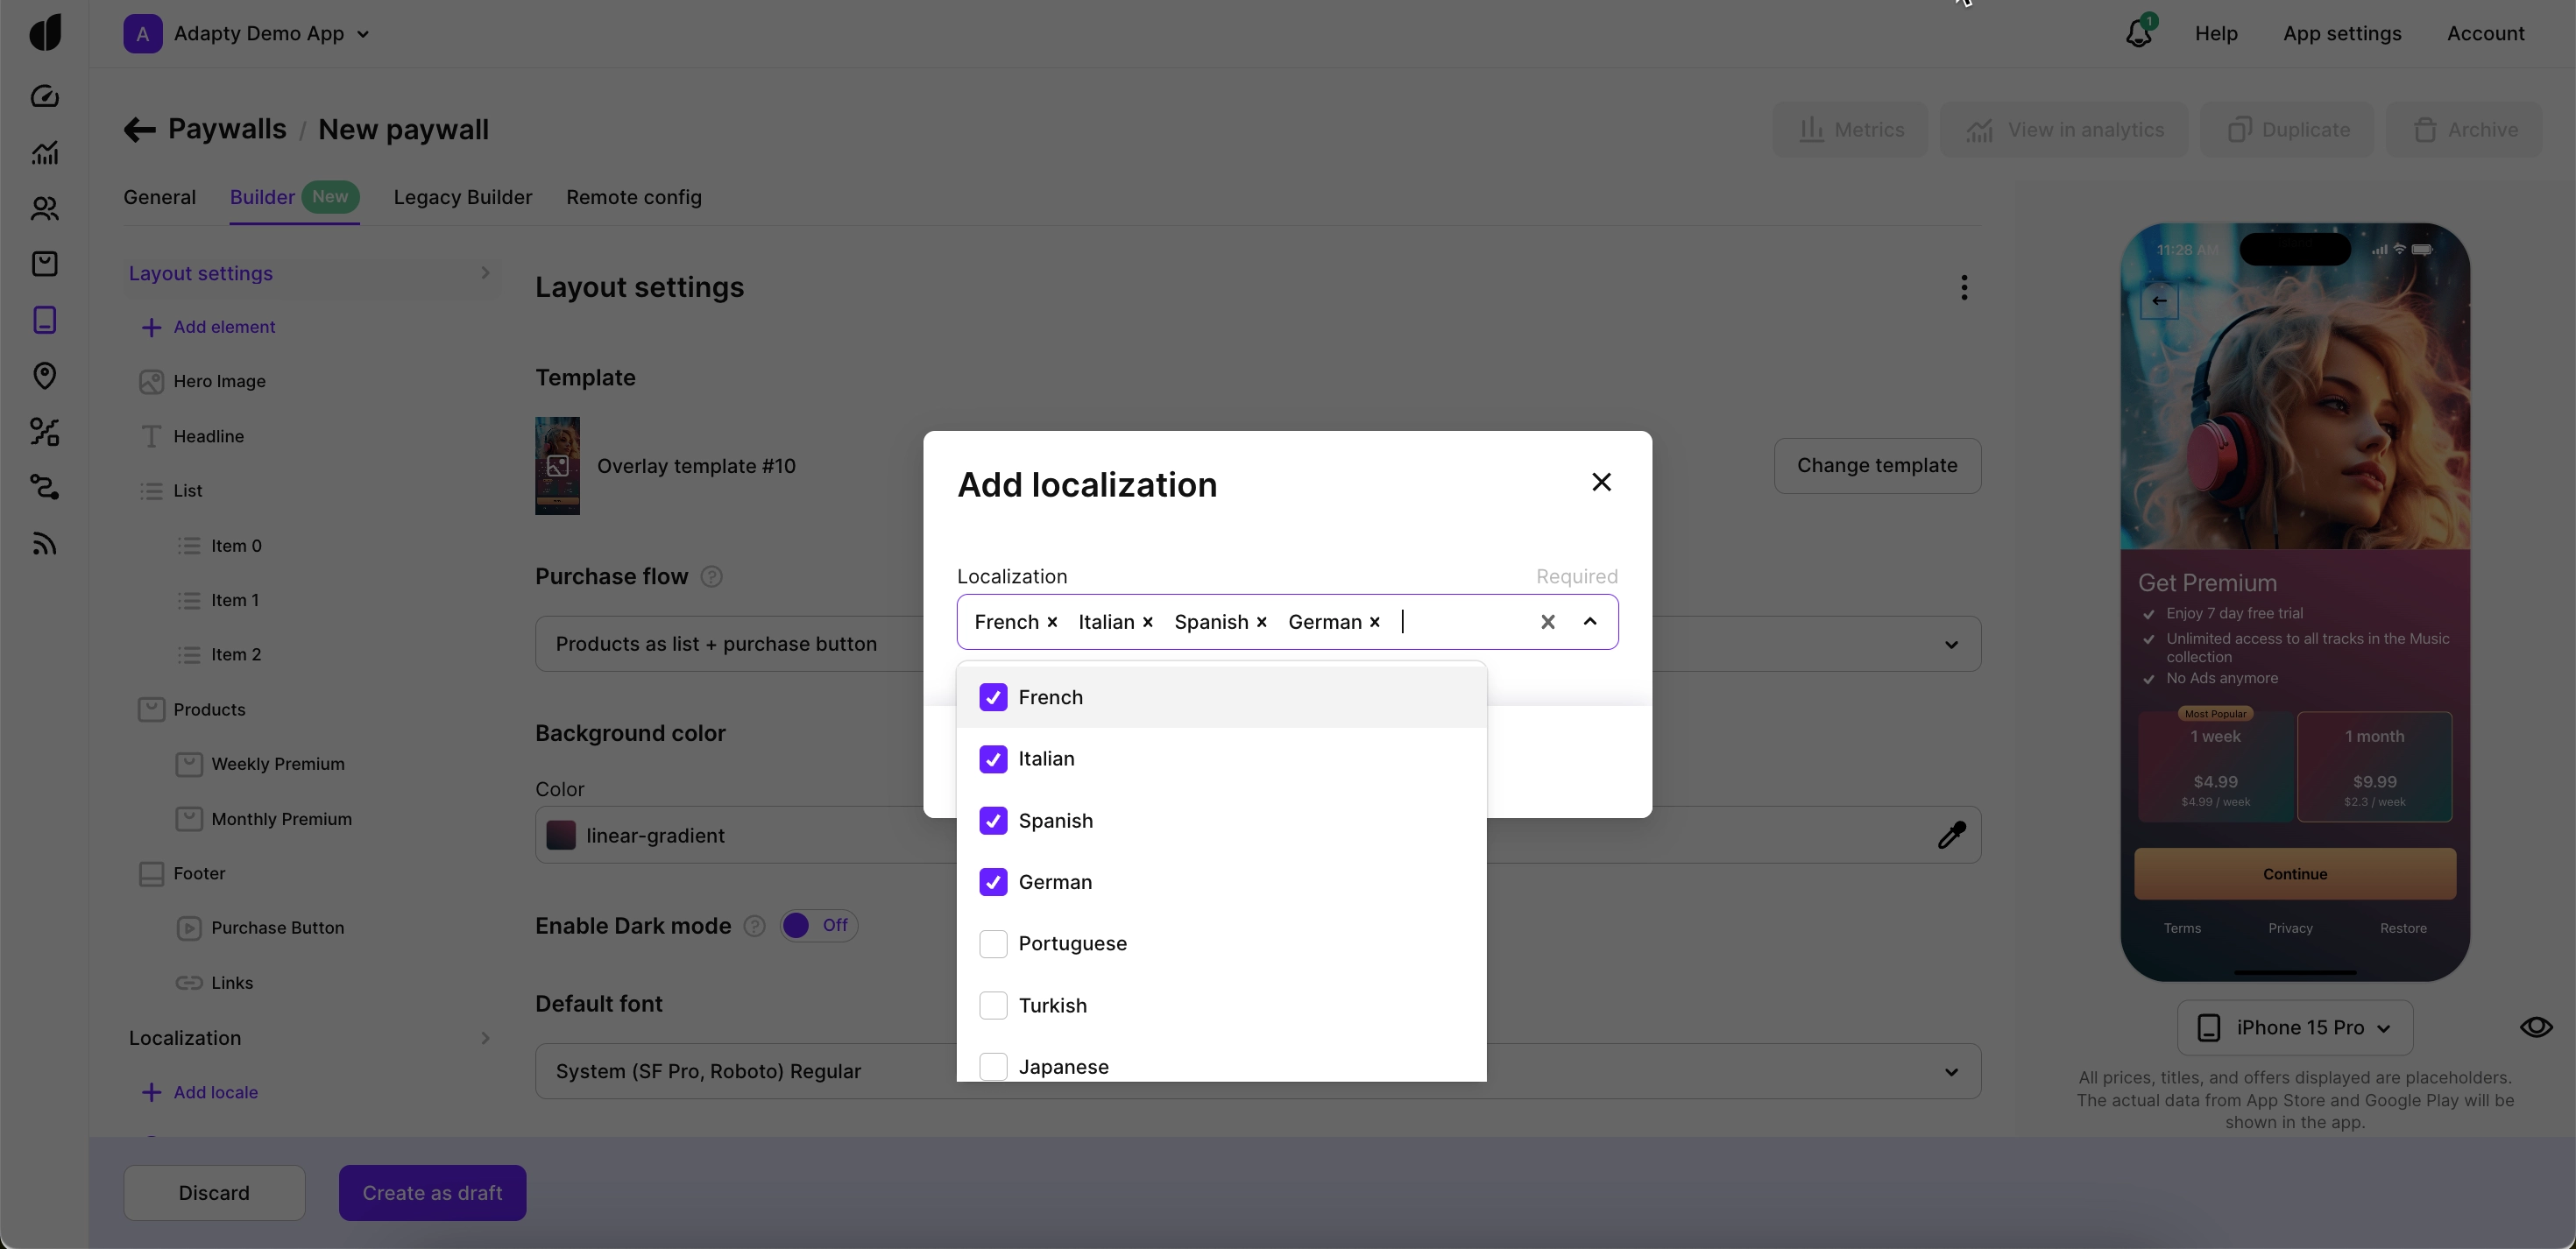 A Adapty Demo App
1
Help
App settings
Account
Paywalls / New paywall
Metrics
View in analytics
Duplicate
Archive
General
Builder New
Legacy Builder
Remote config
Layout settings
Add element
Hero Image
Headline
List
Item 0
Item 1
Item 2
Products
Weekly Premium
Monthly Premium
Footer
Purchase Button
Links
Localization
Add locale
Layout settings
Template
Overlay template #10
Change template
Purchase flow ?
Products as list + purchase button
Background color
Color
linear-gradient
Enable Dark mode ? Off
Default font
System (SF Pro, Roboto) Regular
Add localization
Localization
Required
French × Italian × Spanish × German ×
French
Italian
Spanish
German
Portuguese
Turkish
Japanese
11:28 AM
Get Premium
Enjoy 7 day free trial
Unlimited access to all tracks in the Music
collection
No Ads anymore
Most Popular
1 week
$4.99
$4.99 / week
1 month
$9.99
$2.3 / week
Continue
Terms
Privacy
Restore
iPhone 15 Pro
All prices, titles, and offers displayed are placeholders.
The actual data from App Store and Google Play will be
shown in the app.
Discard
Create as draft